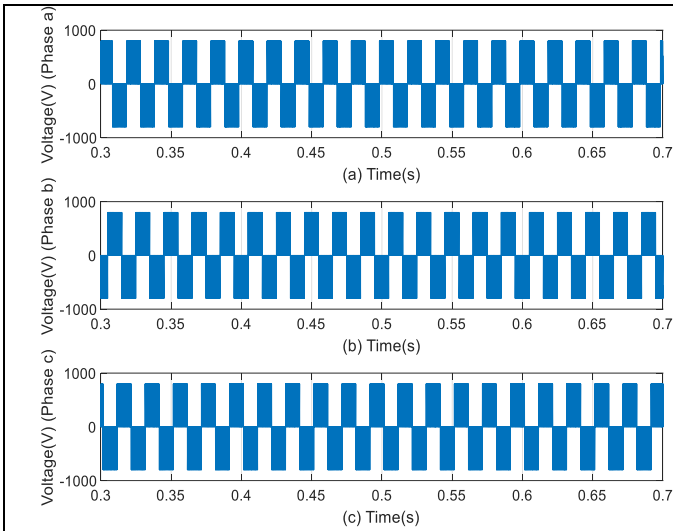 Voltage(V) (Phase a)
1000
0
-1000
0.3 0.35 0.4 0.45 0.5 0.55 0.6 0.65 0.7
(a) Time(s)
Voltage(V) (Phase b)
1000
0
-1000
0.3 0.35 0.4 0.45 0.5 0.55 0.6 0.65 0.7
(b) Time(s)
Voltage(V) (Phase c)
1000
0
-1000
0.3 0.35 0.4 0.45 0.5 0.55 0.6 0.65 0.7
(c) Time(s)